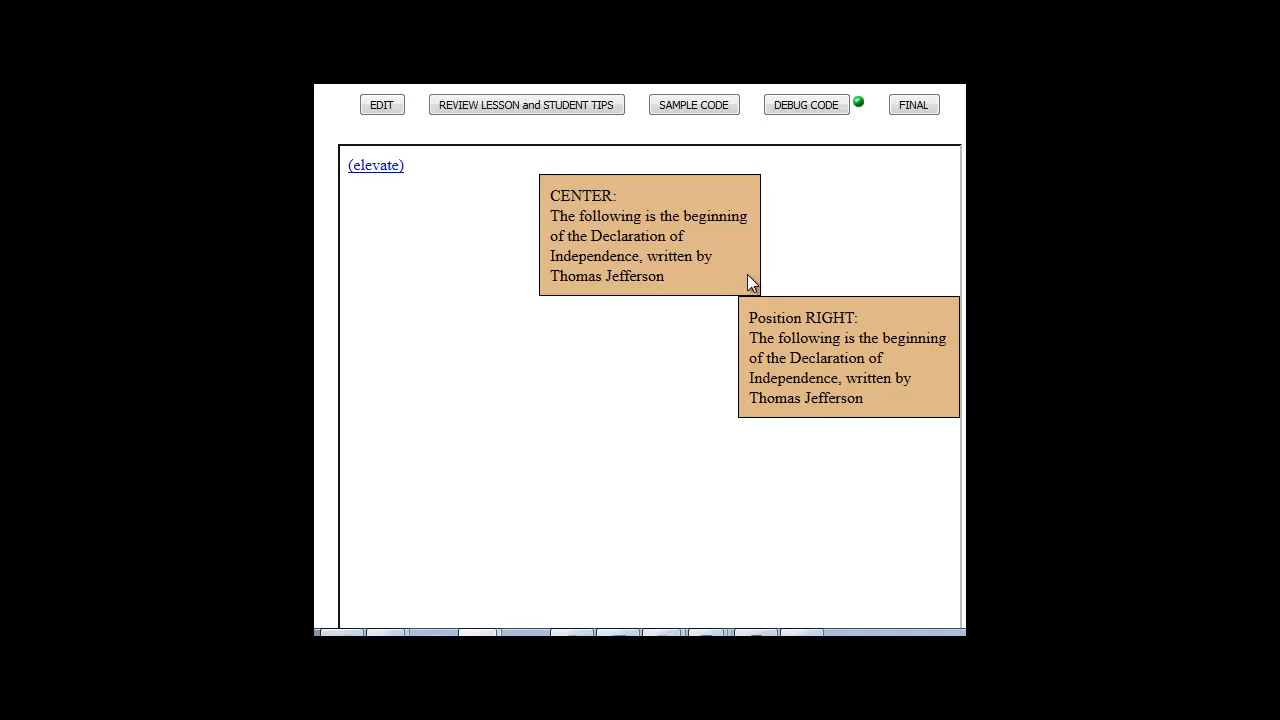 EDIT REVIEW LESSON and STUDENT TIPS SAMPLE CODE DEBUG CODE FINAL
(elevate)
CENTER:
The following is the beginning
of the Declaration of
Independence, written by
Thomas Jefferson
Position RIGHT:
The following is the beginning
of the Declaration of
Independence, written by
Thomas Jefferson